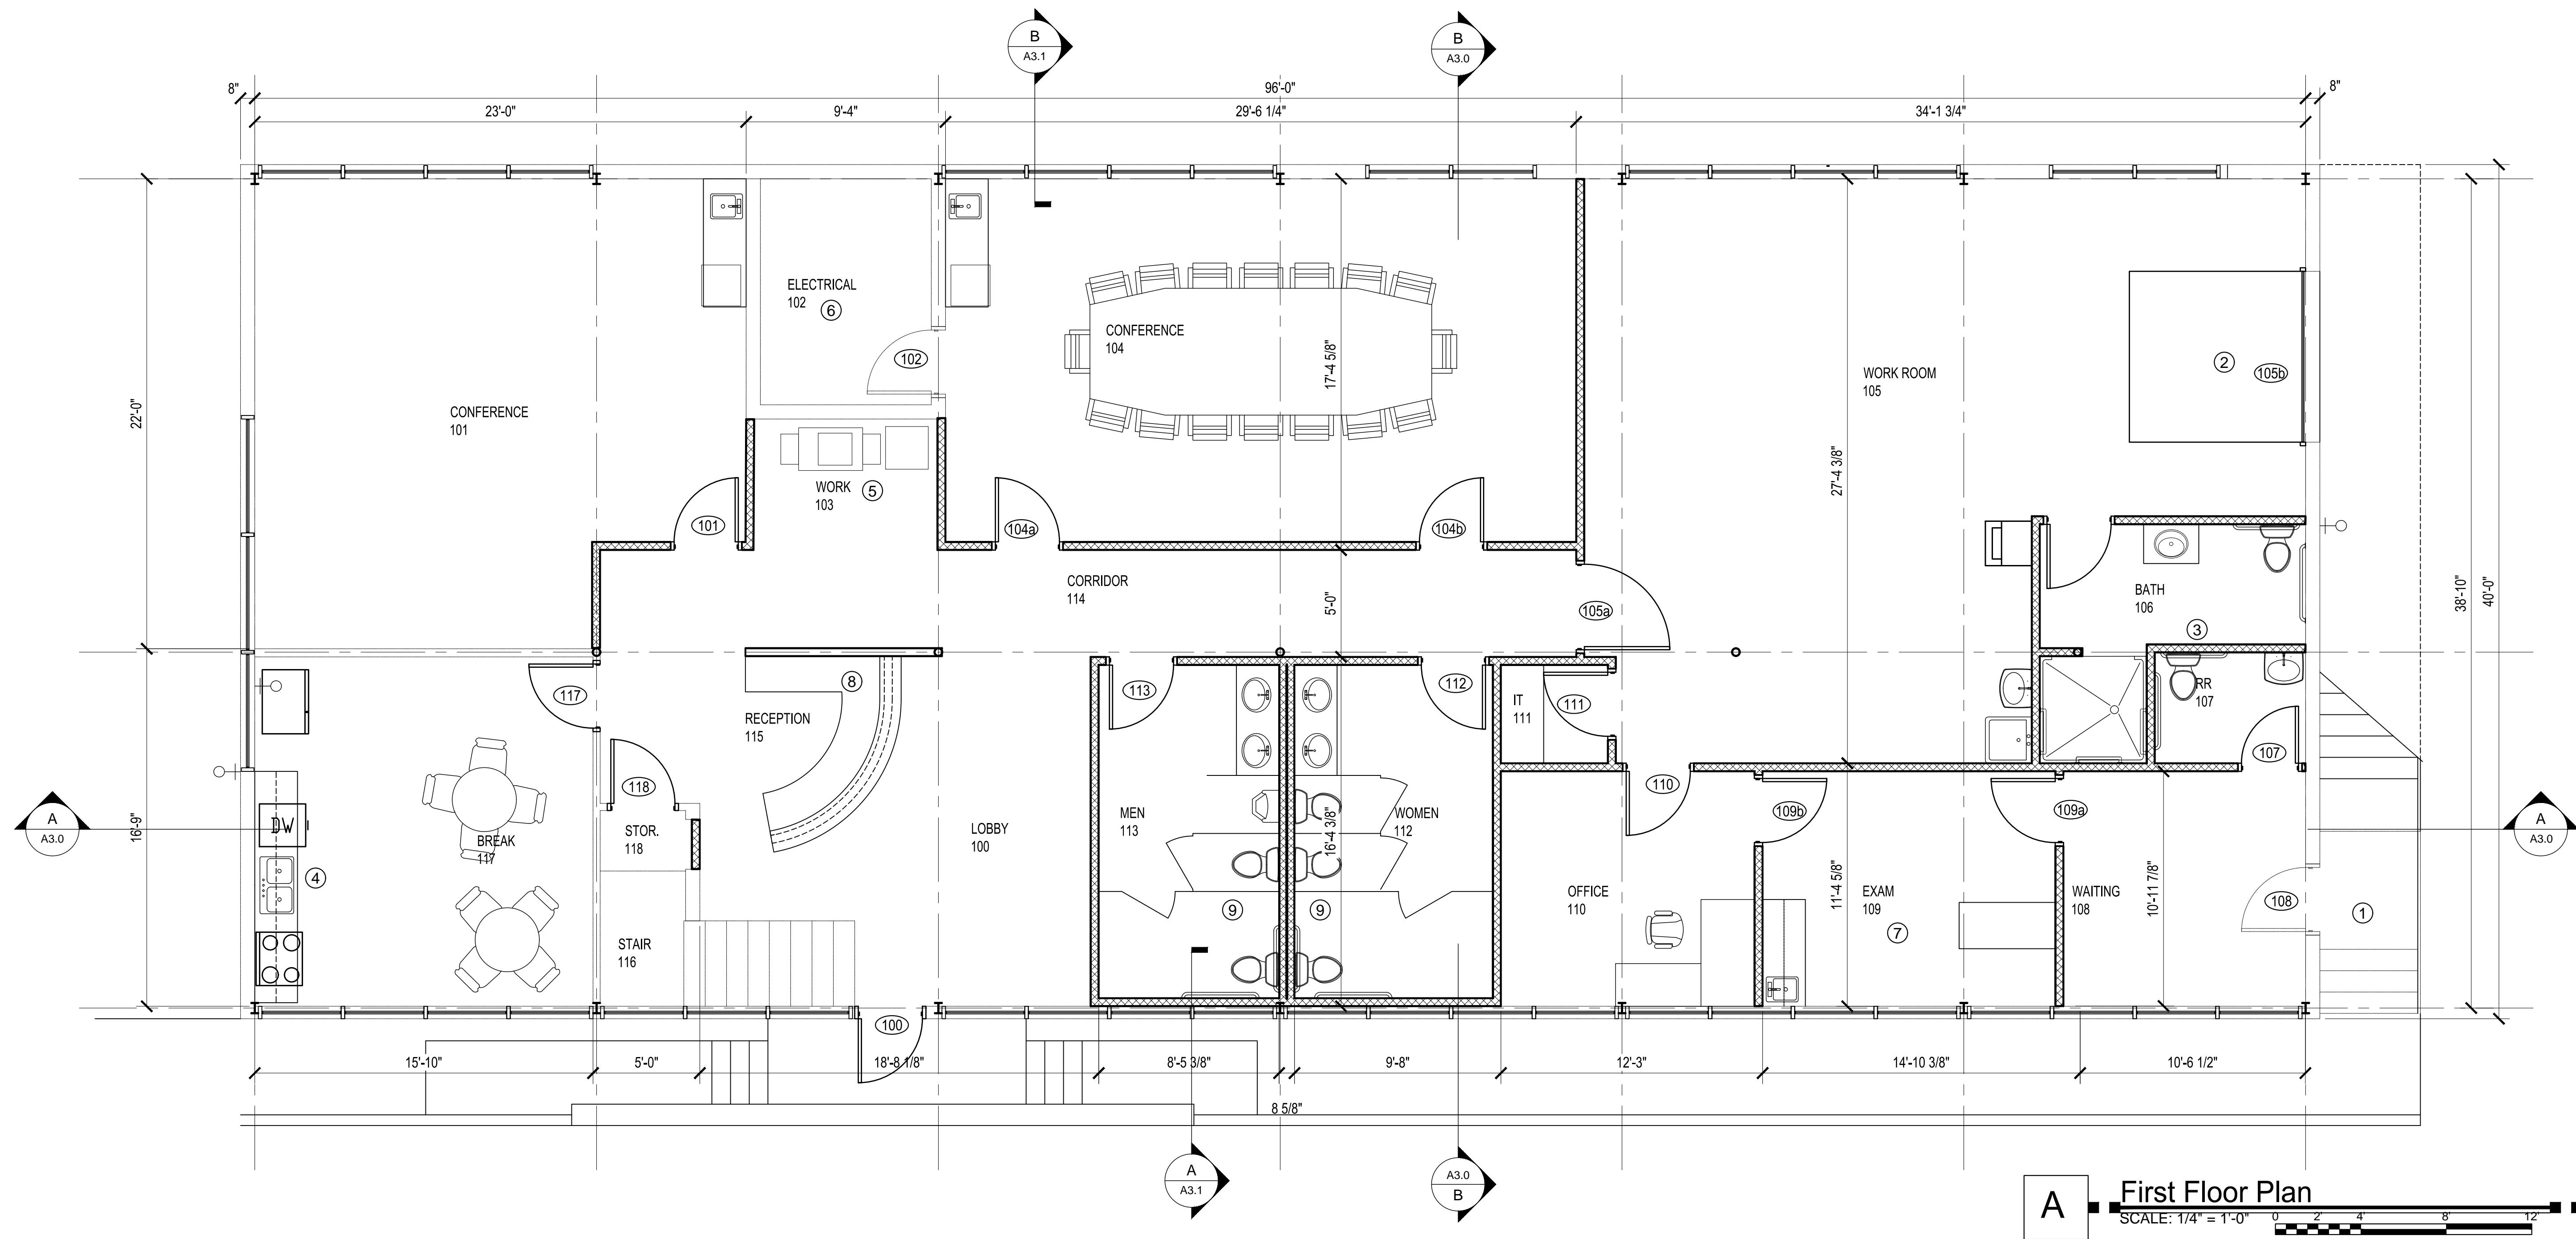 B
A3.1
B
A3.0
8"
96'-0"
8"
23'-0"
9'-4"
29'-6 1/4"
34'-1 3/4"
22'-0"
16'-9"
38'-10"
40'-0"
ELECTRICAL
102
6
102
CONFERENCE
104
17'-4 5/8"
CONFERENCE
101
WORK ROOM
105
2
105b
27'-4 3/8"
WORK
103
5
101
104a
104b
CORRIDOR
114
5'-0"
105a
BATH
106
3
117
8
RECEPTION
115
113
112
IT
111
111
RR
107
107
118
STOR.
118
110
109b
109a
DW
BREAK
117
4
LOBBY
100
MEN
113
WOMEN
112
16'-4 3/8"
9
9
OFFICE
110
11'-4 5/8"
EXAM
109
7
WAITING
108
10'-11 7/8"
108
1
STAIR
116
A
A3.0
A
A3.0
100
15'-10"
5'-0"
18'-8 1/8"
8'-5 3/8"
9'-8"
12'-3"
14'-10 3/8"
10'-6 1/2"
8 5/8"
A
A3.1
A3.0
B
A
First Floor Plan
SCALE: 1/4" = 1'-0"
0 2' 4' 8' 12'